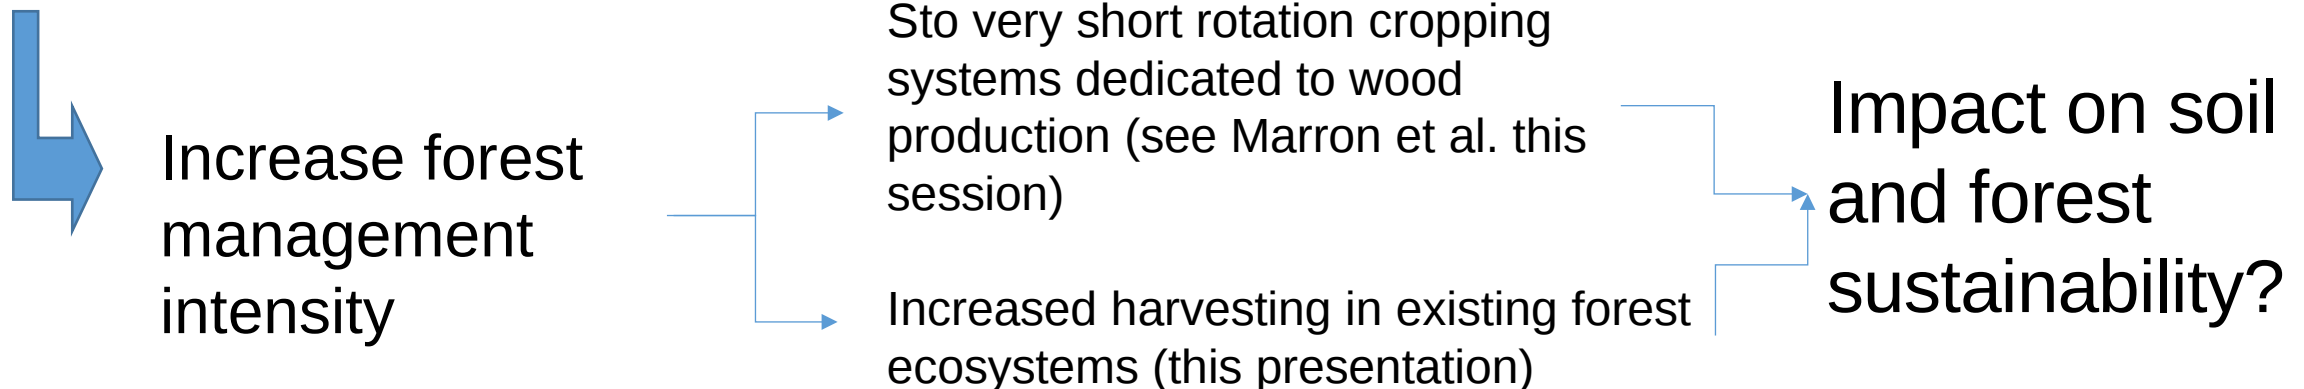 Increase forest
management
intensity
Sto very short rotation cropping
systems dedicated to wood
production (see Marron et al. this
session)
Increased harvesting in existing forest
ecosystems (this presentation)
Impact on soil
and forest
sustainability?